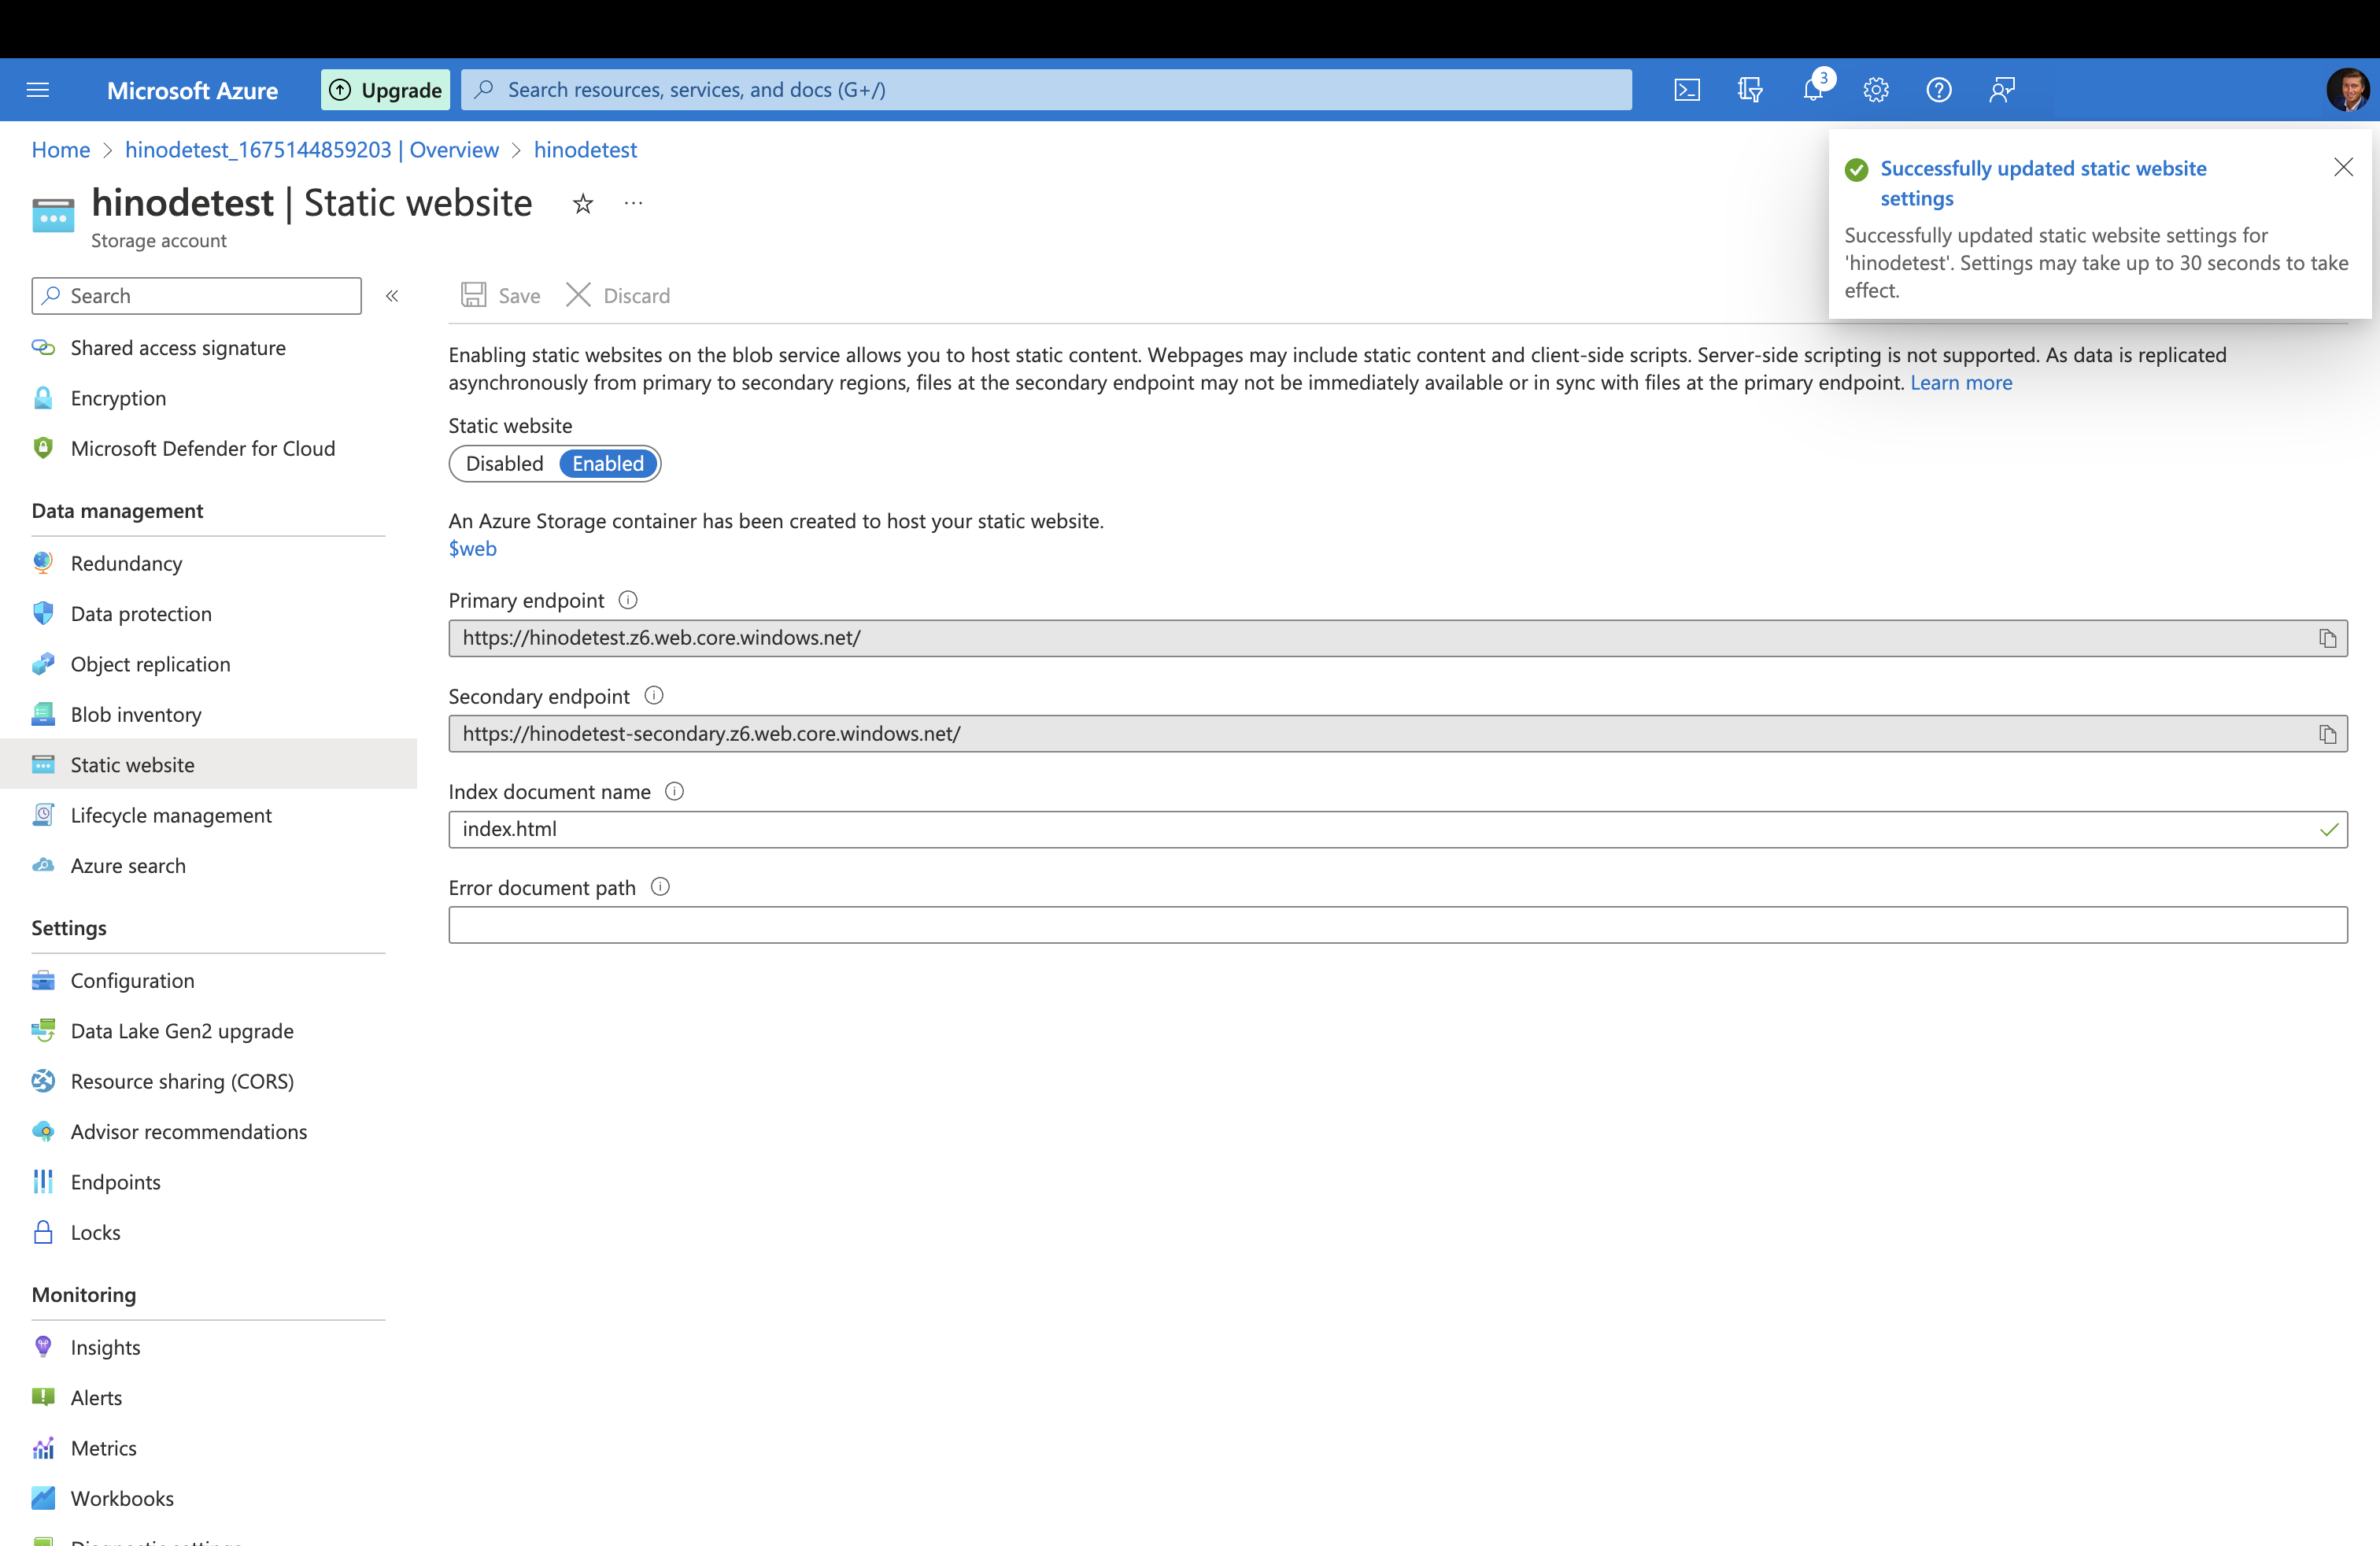 Microsoft Azure
Upgrade
Search resources, services, and docs (G+/)
3
Home > hinodetest_1675144859203 | Overview > hinodetest
hinodetest | Static website
Storage account
Successfully updated static website
settings
Successfully updated static website settings for
'hinodetest'. Settings may take up to 30 seconds to take
effect.
Search
«
Shared access signature
Encryption
Microsoft Defender for Cloud
Data management
Redundancy
Data protection
Object replication
Blob inventory
Static website
Lifecycle management
Azure search
Settings
Configuration
Data Lake Gen2 upgrade
Resource sharing (CORS)
Advisor recommendations
Endpoints
Locks
Monitoring
Insights
Alerts
Metrics
Workbooks
Save Discard
Enabling static websites on the blob service allows you to host static content. Webpages may include static content and client-side scripts. Server-side scripting is not supported. As data is replicated
asynchronously from primary to secondary regions, files at the secondary endpoint may not be immediately available or in sync with files at the primary endpoint. Learn more
Static website
Disabled Enabled
An Azure Storage container has been created to host your static website.
$web
Primary endpoint
https://hinodetest.z6.web.core.windows.net/
Secondary endpoint
https://hinodetest-secondary.z6.web.core.windows.net/
Index document name
index.html
Error document path